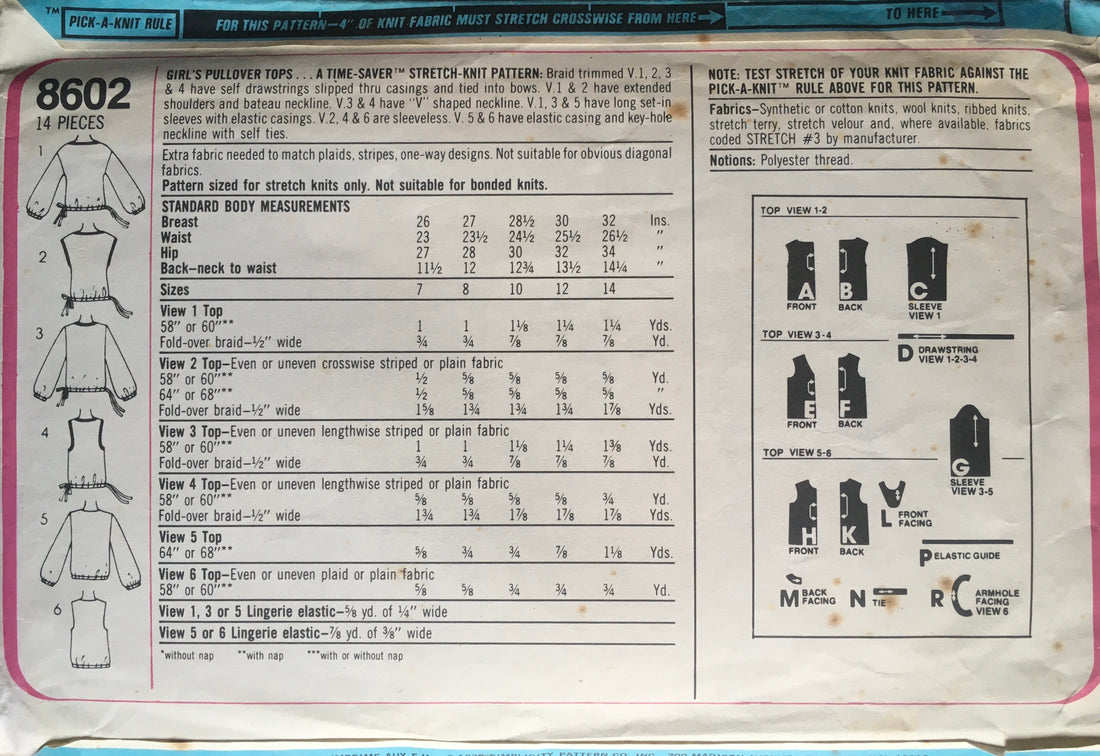 TM
PICK-A-KNIT RULE
FOR THIS PATTERN—4" OF KNIT FABRIC MUST STRETCH CROSSWISE FROM HERE
TO HERE
8602
14 PIECES
1
2
3
4
5
6
GIRL'S PULLOVER TOPS . . . A TIME-SAVER™ STRETCH-KNIT PATTERN: Braid trimmed V.1, 2, 3
& 4 have self drawstrings slipped thru casings and tied into bows. V.1 & 2 have extended
shoulders and bateau neckline. V.3 & 4 have "V" shaped neckline. V.1, 3 & 5 have long set-in
sleeves with elastic casings. V.2, 4 & 6 are sleeveless. V. 5 & 6 have elastic casing and key-hole
neckline with self ties.
Extra fabric needed to match plaids, stripes, one-way designs. Not suitable for obvious diagonal
fabrics.
Pattern sized for stretch knits only. Not suitable for bonded knits.
STANDARD BODY MEASUREMENTS
Breast 26 27 28½ 30 32 Ins.
Waist 23 23½ 24½ 25½ 26½ "
Hip 27 28 30 32 34 "
Back—neck to waist 11½ 12 12¾ 13½ 14¼ "
Sizes 7 8 10 12 14
View 1 Top
58" or 60"** 1 1 1⅛ 1¼ 1¼ Yds.
Fold-over braid—½" wide ¾ ¾ ⅞ ⅞ ⅞ Yd.
View 2 Top—Even or uneven crosswise striped or plain fabric
58" or 60"** ½ ⅝ ⅝ ⅝ ⅝ Yd.
64" or 68"** ½ ⅝ ⅝ ⅝ ⅝ "
Fold-over braid—½" wide 1⅝ 1¾ 1¾ 1¾ 1⅞ Yds.
View 3 Top—Even or uneven lengthwise striped or plain fabric
58" or 60"** 1 1 1⅛ 1¼ 1⅜ Yds.
Fold-over braid—½" wide ¾ ¾ ⅞ ⅞ ⅞ Yd.
View 4 Top—Even or uneven lengthwise striped or plain fabric
58" or 60"** ⅝ ⅝ ⅝ ⅝ ¾ Yd.
Fold-over braid—½" wide 1¾ 1¾ 1⅞ 1⅞ 1⅞ Yds.
View 5 Top
64" or 68"** ⅝ ¾ ¾ ⅞ 1⅛ Yds.
View 6 Top—Even or uneven plaid or plain fabric
58" or 60"** ⅝ ⅝ ¾ ¾ ¾ Yd.
View 1, 3 or 5 Lingerie elastic—⅝ yd. of ¼" wide
View 5 or 6 Lingerie elastic—⅞ yd. of ⅜" wide
*without nap **with nap ***with or without nap
NOTE: TEST STRETCH OF YOUR KNIT FABRIC AGAINST THE
PICK-A-KNIT™ RULE ABOVE FOR THIS PATTERN.
Fabrics—Synthetic or cotton knits, wool knits, ribbed knits,
stretch terry, stretch velour and, where available, fabrics
coded STRETCH #3 by manufacturer.
Notions: Polyester thread.
TOP VIEW 1-2
A
FRONT
B
BACK
C
SLEEVE
VIEW 1
TOP VIEW 3-4
D DRAWSTRING
VIEW 1-2-3-4
E
FRONT
F
BACK
G
SLEEVE
VIEW 3-5
TOP VIEW 5-6
H
FRONT
K
BACK
L FRONT
FACING
P ELASTIC GUIDE
M BACK
FACING
N TIE
R ARMHOLE
FACING
VIEW 6
SIMPLICITY PATTERN CO. INC.